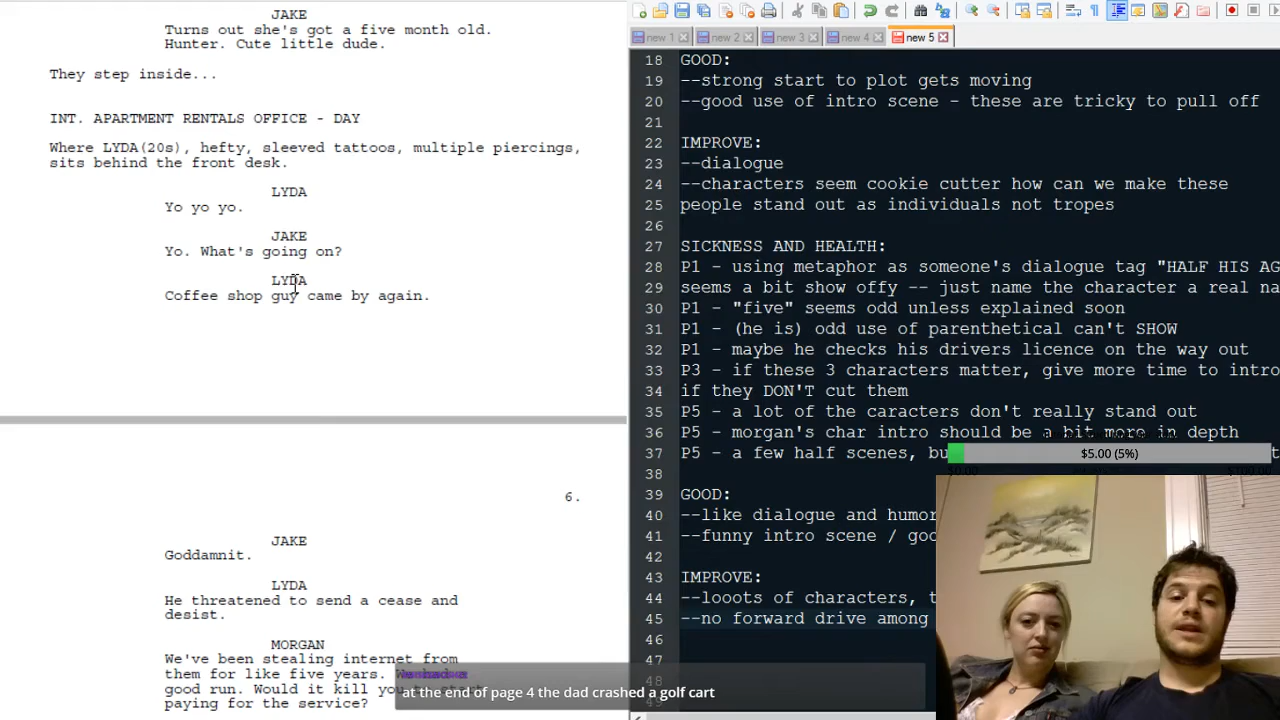 JAKE
Turns out she's got a five month old.
Hunter. Cute little dude.
They step inside...
INT. APARTMENT RENTALS OFFICE - DAY
Where LYDA(20s), hefty, sleeved tattoos, multiple piercings,
sits behind the front desk.
LYDA
Yo yo yo.
JAKE
Yo. What's going on?
LYDA
Coffee shop guy came by again.
6.
JAKE
Goddamnit.
LYDA
He threatened to send a cease and
desist.
MORGAN
We've been stealing internet from
them for like five years.
good run. Would it kill
paying for the service?
at the end of page 4 the dad crashed a golf cart
new 1
new 2
new 3
new 4
new 5
18 GOOD:
19 --strong start to plot gets moving
20 --good use of intro scene - these are tricky to pull off
21
22 IMPROVE:
23 --dialogue
24 --characters seem cookie cutter how can we make these
25 people stand out as individuals not tropes
26
27 SICKNESS AND HEALTH:
28 P1 - using metaphor as someone's dialogue tag "HALF HIS AG
29 seems a bit show offy -- just name the character a real na
30 P1 - "five" seems odd unless explained soon
31 P1 - (he is) odd use of parenthetical can't SHOW
32 P1 - maybe he checks his drivers licence on the way out
33 P3 - if these 3 characters matter, give more time to intro
34 if they DON'T cut them
35 P5 - a lot of the caracters don't really stand out
36 P5 - morgan's char intro should be a bit more in depth
37 P5 - a few half scenes, bu
38
39 GOOD:
40 --like dialogue and humor
41 --funny intro scene / goo
42
43 IMPROVE:
44 --looots of characters, t
45 --no forward drive among
46
47
48
49
$5.00 (5%)